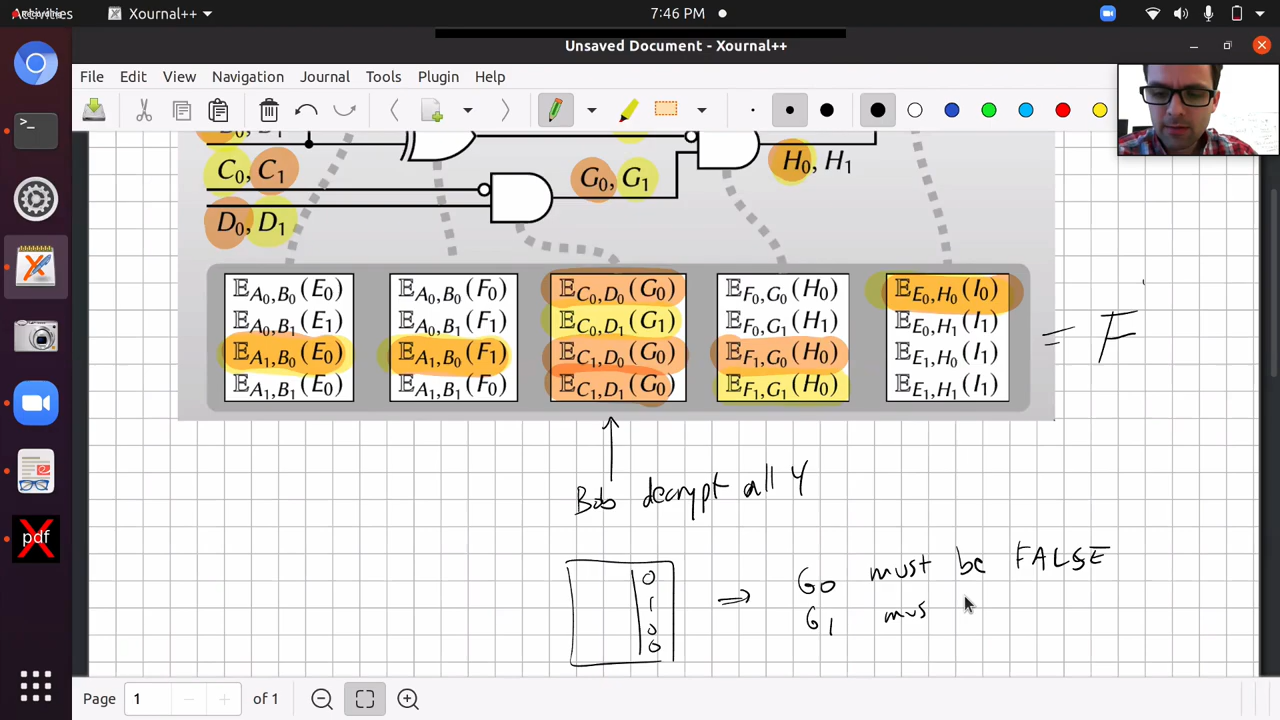 Activities
Xournal++
7:46 PM
Unsaved Document - Xournal++
File Edit View Navigation Journal Tools Plugin Help
C₀, C₁
G₀, G₁
H₀, H₁
D₀, D₁
𝔼A₀,B₀(E₀) 𝔼A₀,B₀(F₀) 𝔼C₀,D₀(G₀) 𝔼F₀,G₀(H₀) 𝔼E₀,H₀(I₀)
𝔼A₀,B₁(E₁) 𝔼A₀,B₁(F₁) 𝔼C₀,D₁(G₁) 𝔼F₀,G₁(H₁) 𝔼E₀,H₁(I₁)
𝔼A₁,B₀(E₀) 𝔼A₁,B₀(F₁) 𝔼C₁,D₀(G₀) 𝔼F₁,G₀(H₀) 𝔼E₁,H₀(I₁)
𝔼A₁,B₁(E₀) 𝔼A₁,B₁(F₀) 𝔼C₁,D₁(G₀) 𝔼F₁,G₁(H₀) 𝔼E₁,H₁(I₁)
= F
Bob decrypt all 4
0
1
0
0
⇒ G₀ must be FALSE
G₁ mus
pdf
Page 1 of 1